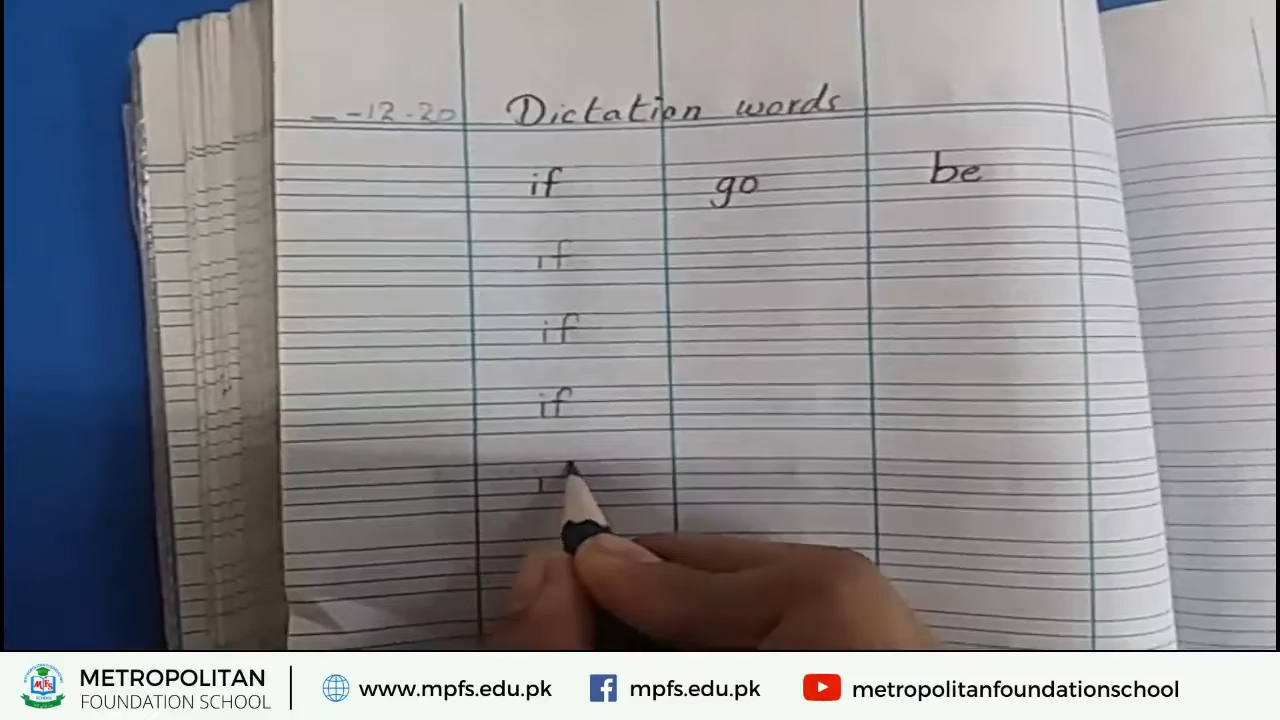 _-12-20 Dictation words
if go be
if
if
if
METROPOLITAN
FOUNDATION SCHOOL
www.mpfs.edu.pk mpfs.edu.pk metropolitanfoundationschool